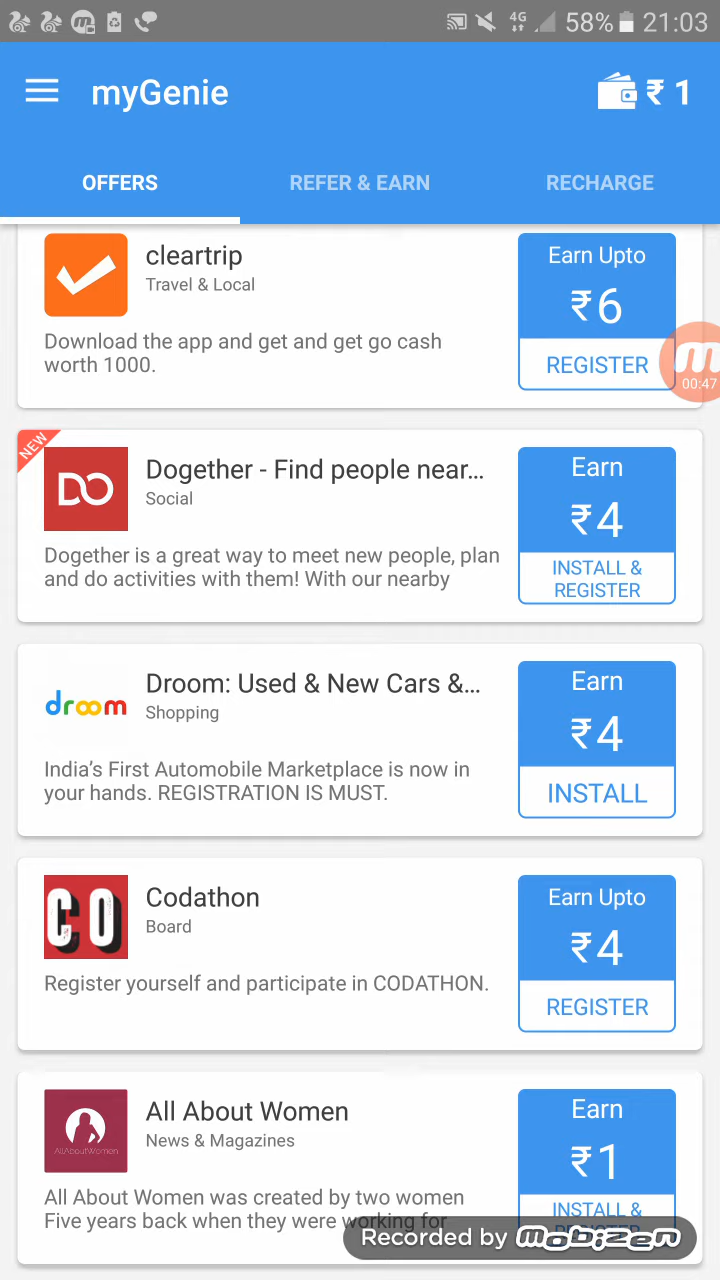 4G 58% 21:03
myGenie ₹ 1
OFFERS REFER & EARN RECHARGE
cleartrip
Travel & Local
Download the app and get and get go cash
worth 1000.
Earn Upto
₹6
REGISTER
00:47
NEW
DO
Dogether - Find people near...
Social
Dogether is a great way to meet new people, plan
and do activities with them! With our nearby
Earn
₹4
INSTALL &
REGISTER
droom
Droom: Used & New Cars &...
Shopping
India’s First Automobile Marketplace is now in
your hands. REGISTRATION IS MUST.
Earn
₹4
INSTALL
CO
Codathon
Board
Register yourself and participate in CODATHON.
Earn Upto
₹4
REGISTER
AllAboutWomen
All About Women
News & Magazines
All About Women was created by two women
Five years back when they were working for
Earn
₹1
INSTALL &
REGISTER
Recorded by MOBIZEN